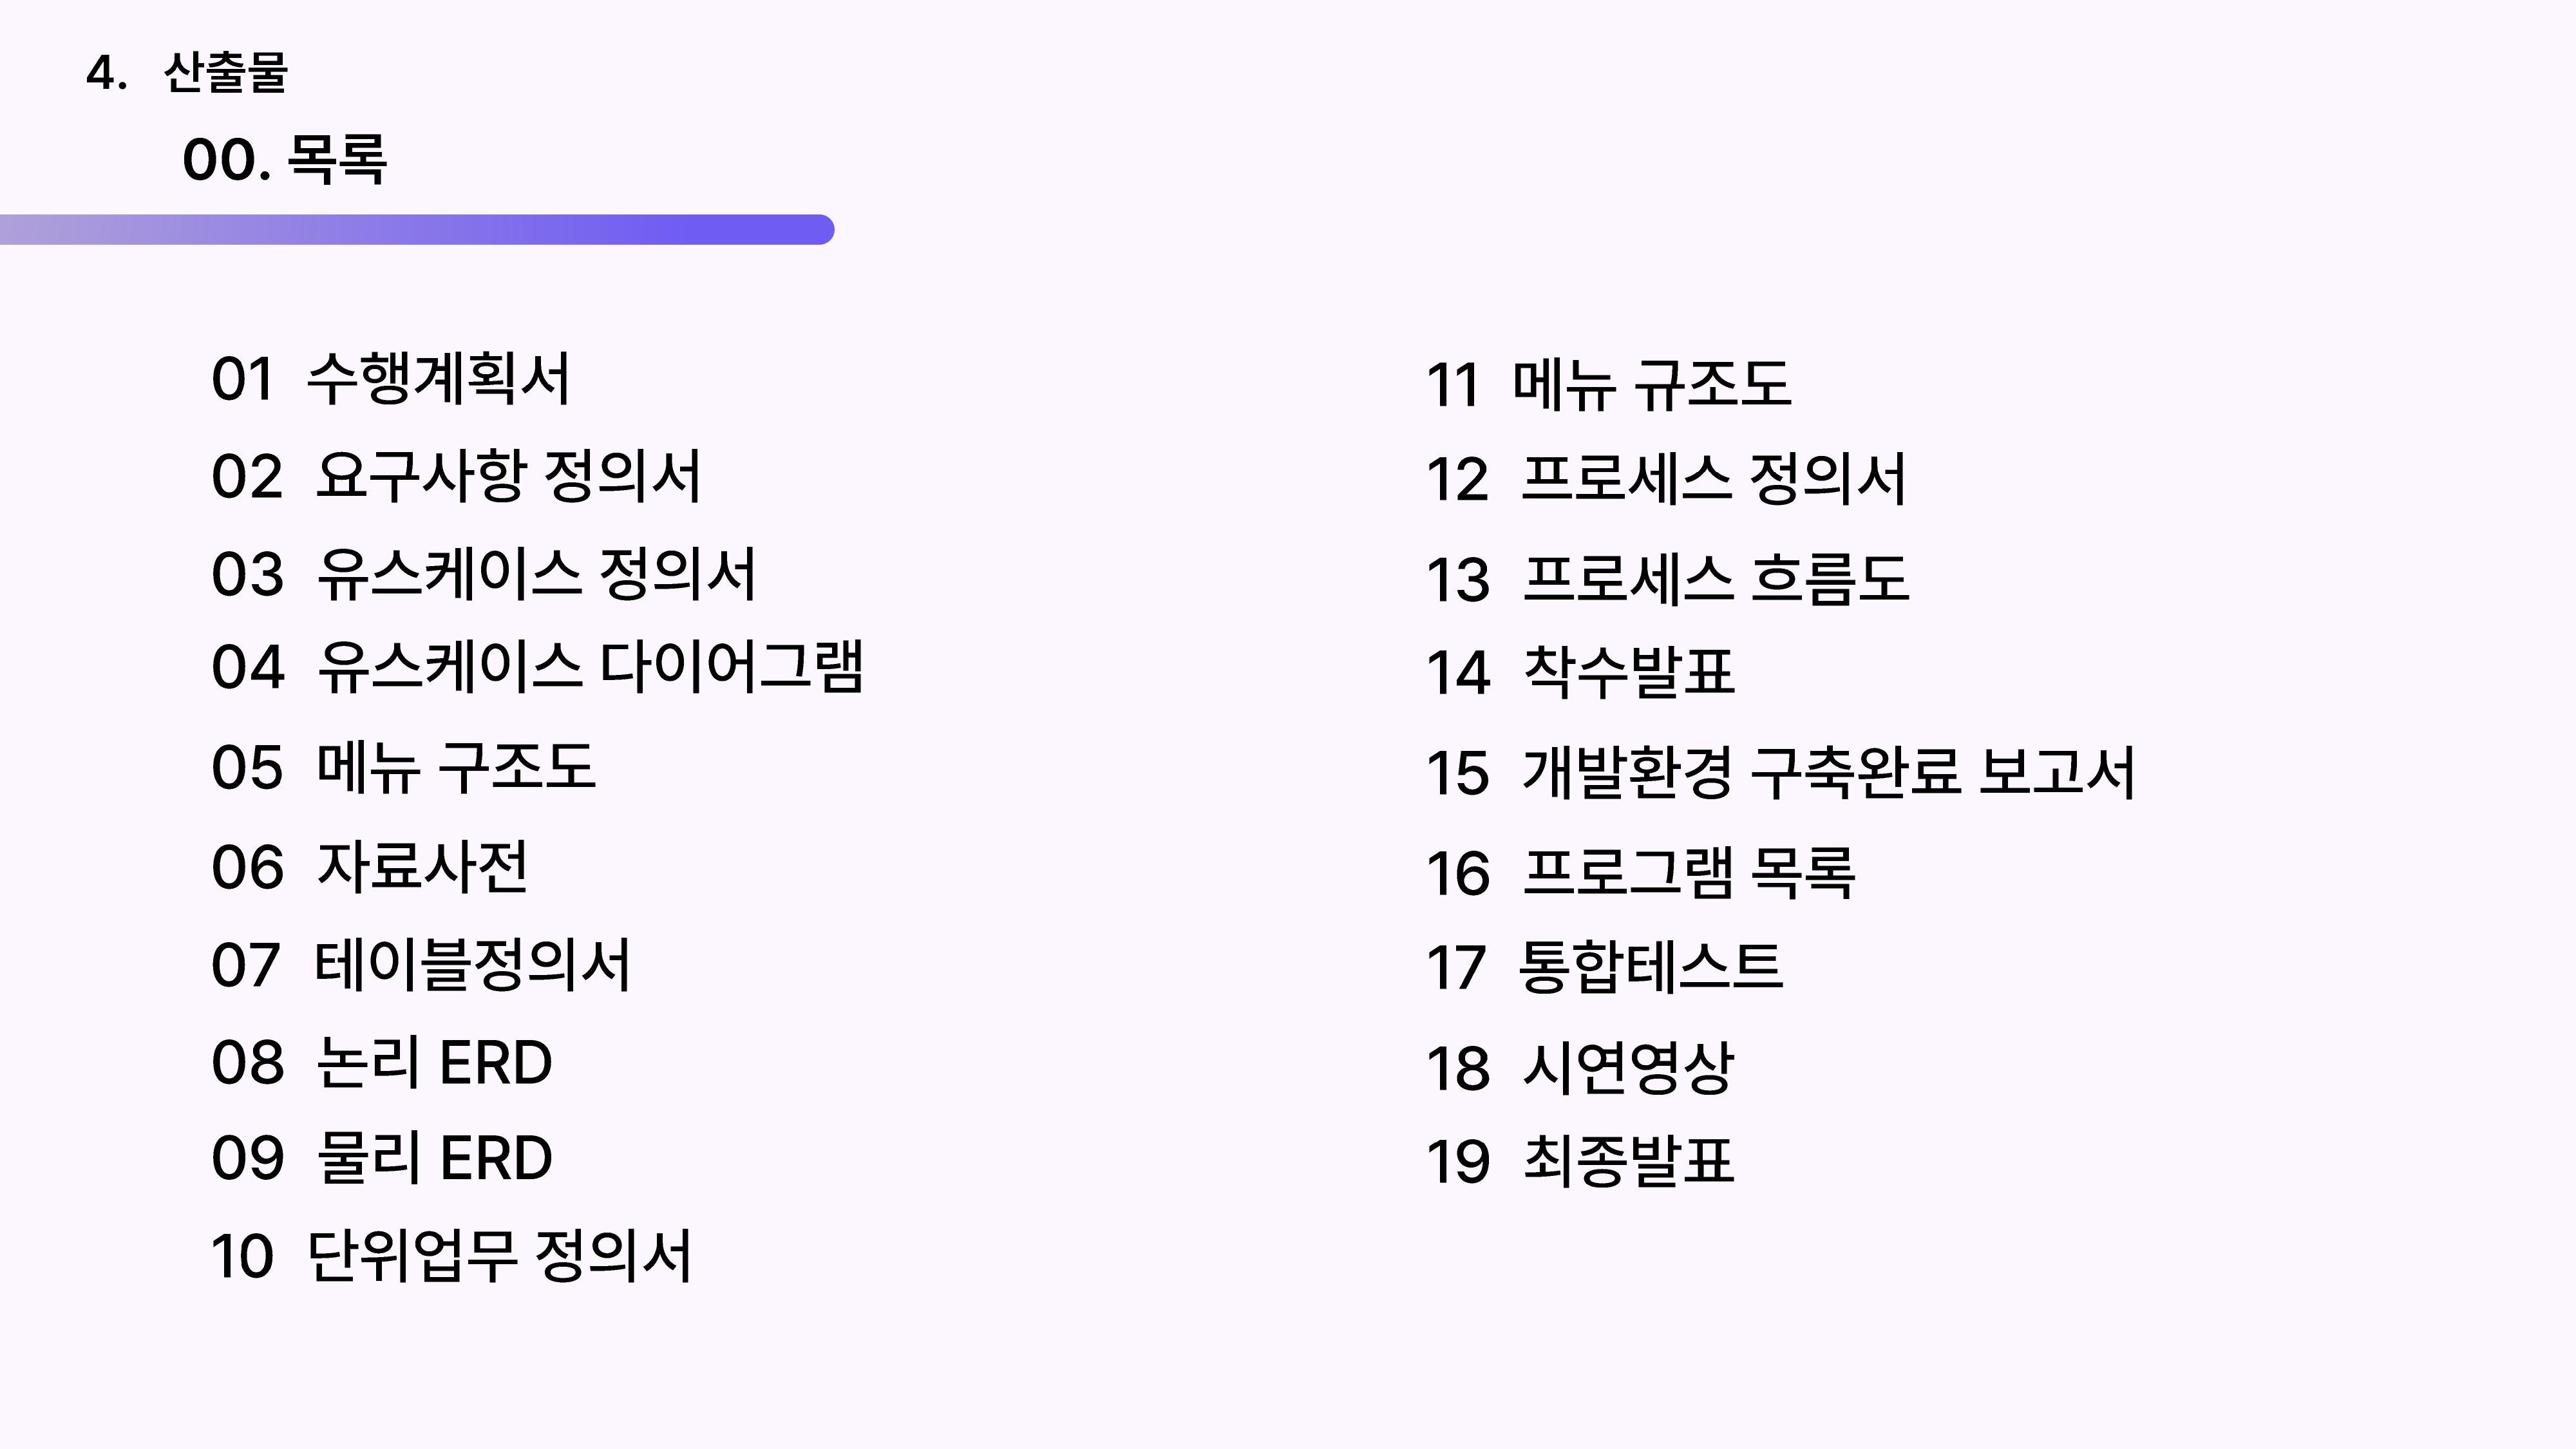 4. 산출물
00. 목록
01 수행계획서
02 요구사항 정의서
03 유스케이스 정의서
04 유스케이스 다이어그램
05 메뉴 구조도
06 자료사전
07 테이블정의서
08 논리 ERD
09 물리 ERD
10 단위업무 정의서
11 메뉴 규조도
12 프로세스 정의서
13 프로세스 흐름도
14 착수발표
15 개발환경 구축완료 보고서
16 프로그램 목록
17 통합테스트
18 시연영상
19 최종발표